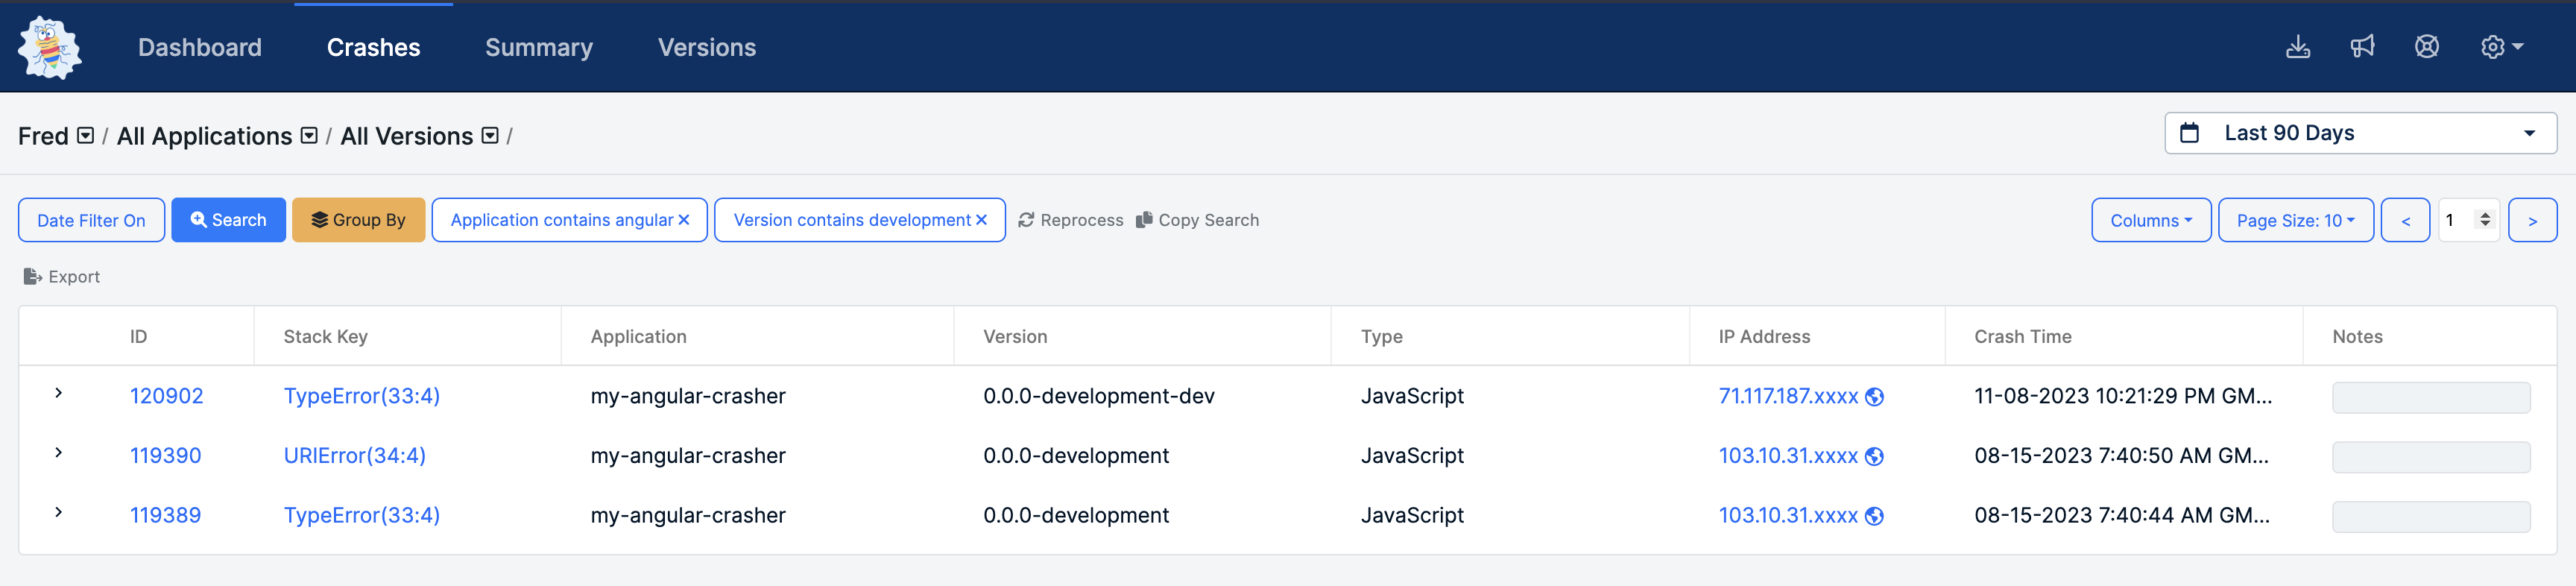 Dashboard Crashes Summary Versions
Fred / All Applications / All Versions /
Last 90 Days
Date Filter On Search Group By Application contains angular × Version contains development × Reprocess Copy Search Columns Page Size: 10 < 1 >
Export
ID Stack Key Application Version Type IP Address Crash Time Notes
120902 TypeError(33:4) my-angular-crasher 0.0.0-development-dev JavaScript 71.117.187.xxxx 11-08-2023 10:21:29 PM GM...
119390 URIError(34:4) my-angular-crasher 0.0.0-development JavaScript 103.10.31.xxxx 08-15-2023 7:40:50 AM GM...
119389 TypeError(33:4) my-angular-crasher 0.0.0-development JavaScript 103.10.31.xxxx 08-15-2023 7:40:44 AM GM...